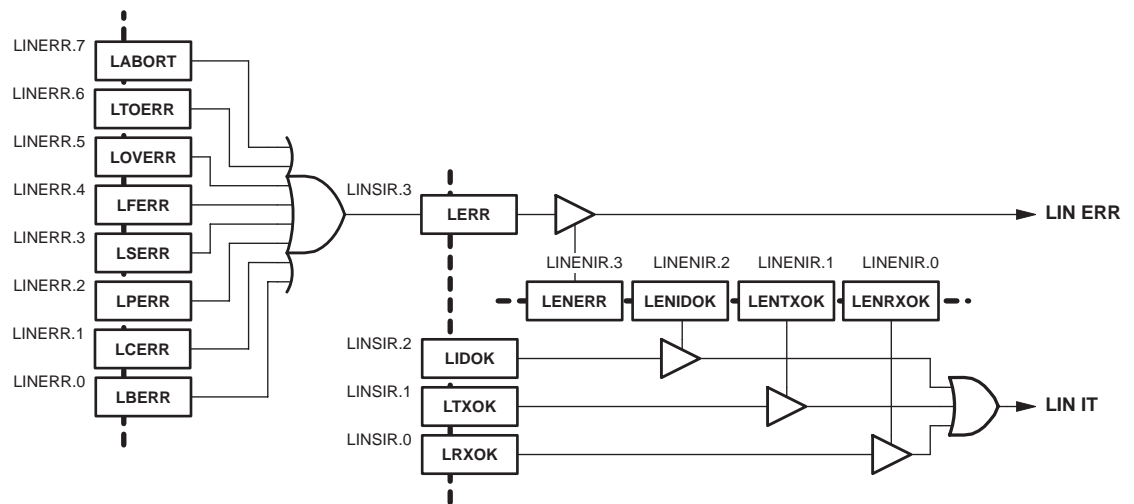 LINERR.7
LABORT
LINERR.6
LTOERR
LINERR.5
LOVERR
LINERR.4
LFERR
LINERR.3
LSERR
LINERR.2
LPERR
LINERR.1
LCERR
LINERR.0
LBERR
LINSIR.3
LERR
LIN ERR
LINENIR.3 LINENIR.2 LINENIR.1 LINENIR.0
LENERR LENIDOK LENTXOK LENRXOK
LINSIR.2
LIDOK
LINSIR.1
LTXOK
LIN IT
LINSIR.0
LRXOK